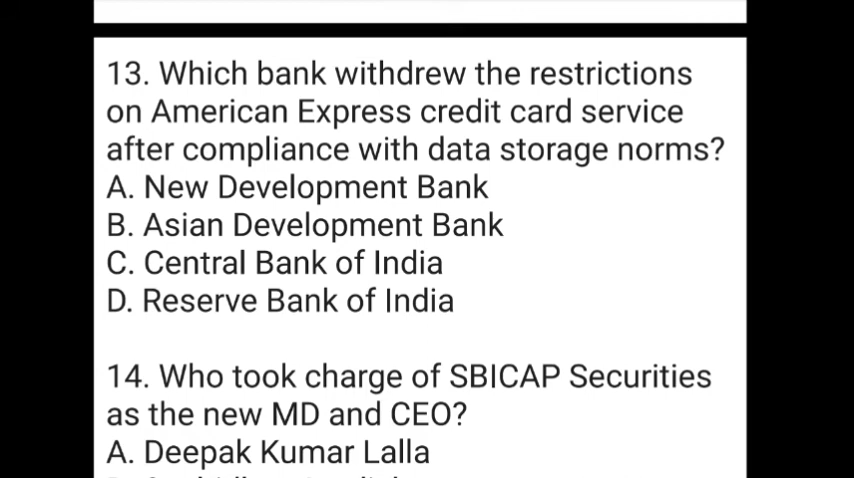 13. Which bank withdrew the restrictions
on American Express credit card service
after compliance with data storage norms?
A. New Development Bank
B. Asian Development Bank
C. Central Bank of India
D. Reserve Bank of India
14. Who took charge of SBICAP Securities
as the new MD and CEO?
A. Deepak Kumar Lalla